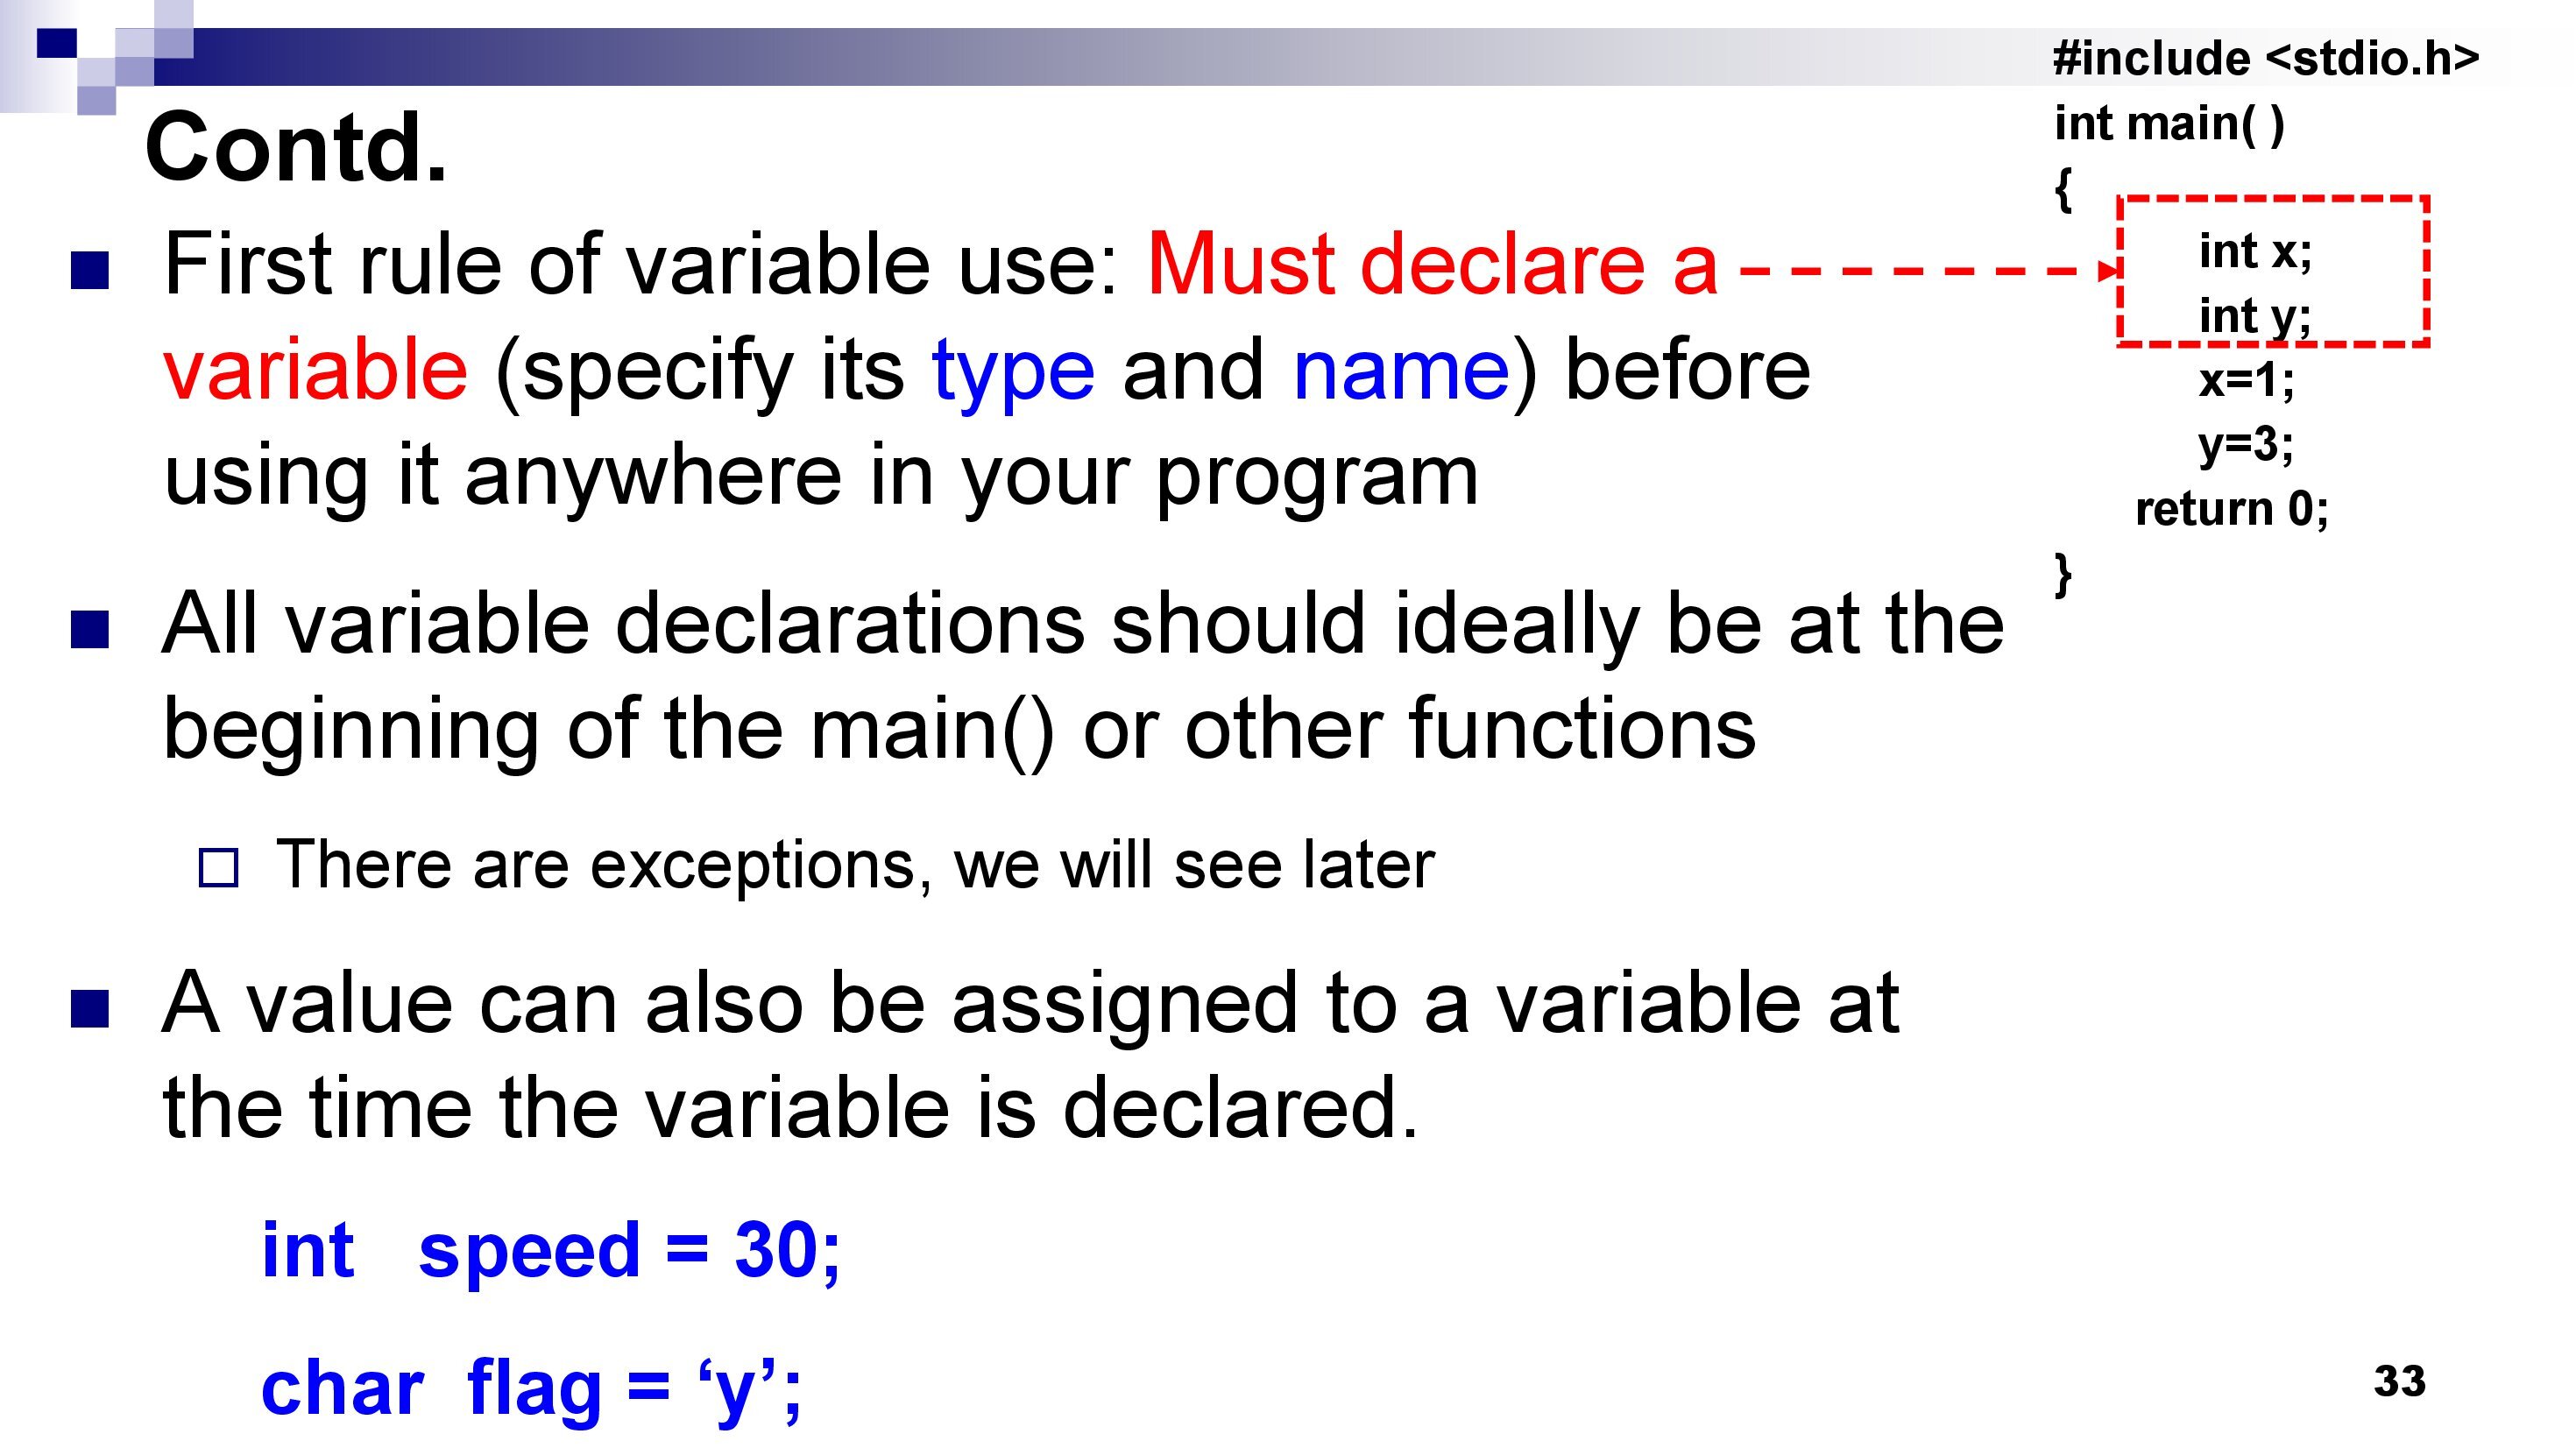 Contd.
First rule of variable use: Must declare a
variable (specify its type and name) before
using it anywhere in your program
All variable declarations should ideally be at the
beginning of the main() or other functions
There are exceptions, we will see later
A value can also be assigned to a variable at
the time the variable is declared.
int speed = 30;
char flag = ‘y’;
#include <stdio.h>
int main( )
{
int x;
int y;
x=1;
y=3;
return 0;
}
33